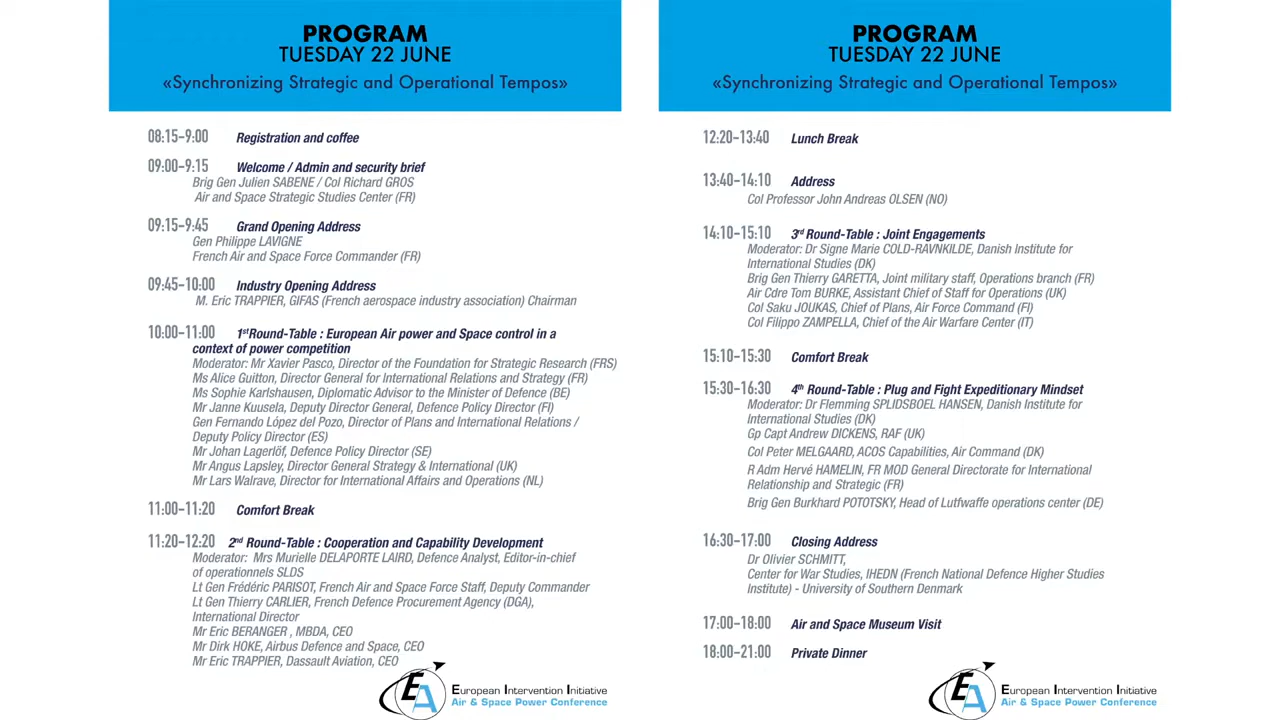 PROGRAM
TUESDAY 22 JUNE
«Synchronizing Strategic and Operational Tempos»
08:15–9:00 Registration and coffee
09:00–9:15 Welcome / Admin and security brief
Brig Gen Julien SABENE / Col Richard GROS
Air and Space Strategic Studies Center (FR)
09:15–9:45 Grand Opening Address
Gen Philippe LAVIGNE
French Air and Space Force Commander (FR)
09:45–10:00 Industry Opening Address
M. Eric TRAPPIER, GIFAS (French aerospace industry association) Chairman
10:00–11:00 1st Round-Table : European Air power and Space control in a
context of power competition
Moderator: Mr Xavier Pasco, Director of the Foundation for Strategic Research (FRS)
Ms Alice Guitton, Director General for International Relations and Strategy (FR)
Ms Sophie Karlshausen, Diplomatic Advisor to the Minister of Defence (BE)
Mr Janne Kuusela, Deputy Director General, Defence Policy Director (FI)
Gen Fernando López del Pozo, Director of Plans and International Relations /
Deputy Policy Director (ES)
Mr Johan Lagerlöf, Defence Policy Director (SE)
Mr Angus Lapsley, Director General Strategy & International (UK)
Mr Lars Walrave, Director for International Affairs and Operations (NL)
11:00–11:20 Comfort Break
11:20–12:20 2nd Round-Table : Cooperation and Capability Development
Moderator: Mrs Murielle DELAPORTE LAIRD, Defence Analyst, Editor-in-chief
of operationnels SLDS
Lt Gen Frédéric PARISOT, French Air and Space Force Staff, Deputy Commander
Lt Gen Thierry CARLIER, French Defence Procurement Agency (DGA),
International Director
Mr Eric BERANGER , MBDA, CEO
Mr Dirk HOKE, Airbus Defence and Space, CEO
Mr Eric TRAPPIER, Dassault Aviation, CEO
EA
European Intervention Initiative
Air & Space Power Conference
PROGRAM
TUESDAY 22 JUNE
«Synchronizing Strategic and Operational Tempos»
12:20–13:40 Lunch Break
13:40–14:10 Address
Col Professor John Andreas OLSEN (NO)
14:10–15:10 3rd Round-Table : Joint Engagements
Moderator: Dr Signe Marie COLD-RAVNKILDE, Danish Institute for
International Studies (DK)
Brig Gen Thierry GARETTA, Joint military staff, Operations branch (FR)
Air Cdre Tom BURKE, Assistant Chief of Staff for Operations (UK)
Col Saku JOUKAS, Chief of Plans, Air Force Command (FI)
Col Filippo ZAMPELLA, Chief of the Air Warfare Center (IT)
15:10–15:30 Comfort Break
15:30–16:30 4th Round-Table : Plug and Fight Expeditionary Mindset
Moderator: Dr Flemming SPLIDSBOEL HANSEN, Danish Institute for
International Studies (DK)
Gp Capt Andrew DICKENS, RAF (UK)
Col Peter MELGAARD, ACOS Capabilities, Air Command (DK)
R Adm Hervé HAMELIN, FR MOD General Directorate for International
Relationship and Strategic (FR)
Brig Gen Burkhard POTOTSKY, Head of Lutfwaffe operations center (DE)
16:30–17:00 Closing Address
Dr Olivier SCHMITT,
Center for War Studies, IHEDN (French National Defence Higher Studies
Institute) - University of Southern Denmark
17:00–18:00 Air and Space Museum Visit
18:00–21:00 Private Dinner
EA
European Intervention Initiative
Air & Space Power Conference